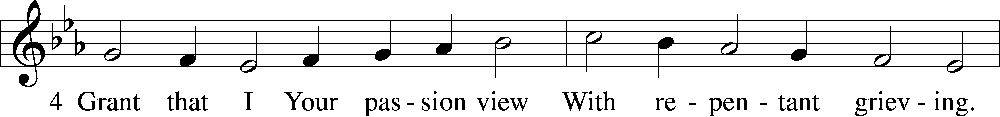 4 Grant that I Your pas - sion view With re - pen - tant griev - ing.